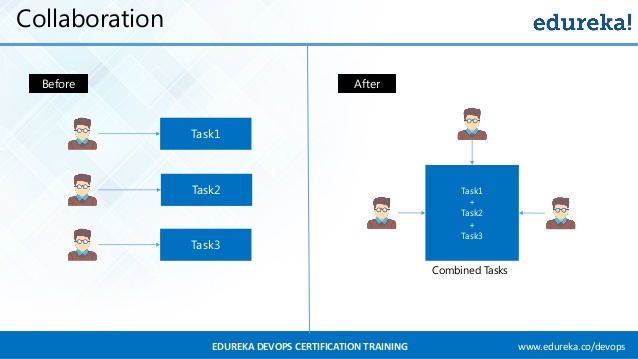 Collaboration
edureka!
Before
Task1
Task2
Task3
After
Task1
+
Task2
+
Task3
Combined Tasks
EDUREKA DEVOPS CERTIFICATION TRAINING
www.edureka.co/devops